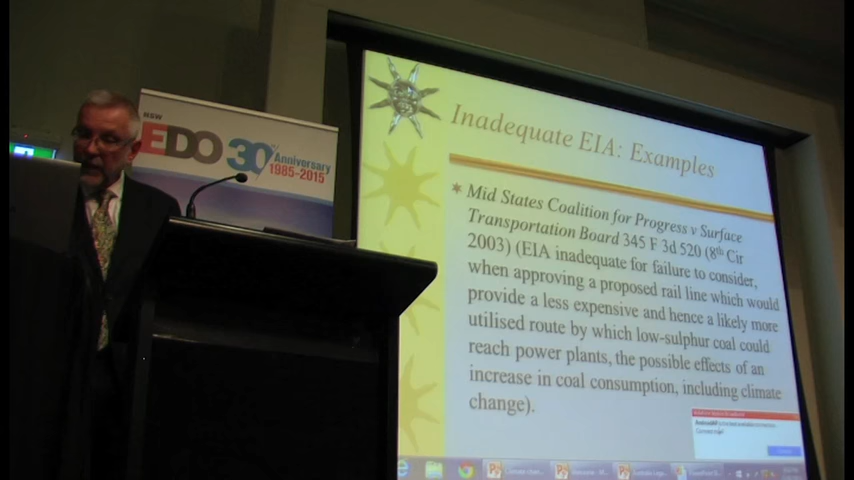 NSW
EDO 30TH
Anniversary
1985-2015
Inadequate EIA: Examples
Mid States Coalition for Progress v Surface
Transportation Board 345 F 3d 520 (8th Cir
2003) (EIA inadequate for failure to consider,
when approving a proposed rail line which would
provide a less expensive and hence a likely more
utilised route by which low-sulphur coal could
reach power plants, the possible effects of an
increase in coal consumption, including climate
change).